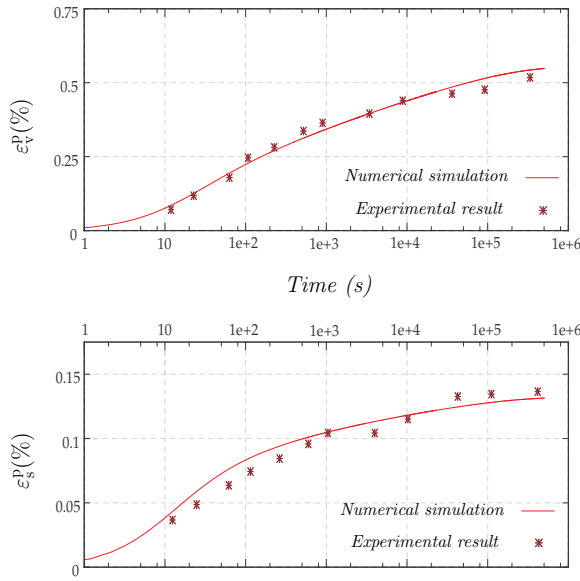 0.75
0.5
0.25
0
εᵖᵥ(%)
Numerical simulation
Experimental result
1 10 1e+2 1e+3 1e+4 1e+5 1e+6
Time (s)
1 10 1e+2 1e+3 1e+4 1e+5 1e+6
0.15
0.1
0.05
0
εᵖₛ(%)
Numerical simulation
Experimental result